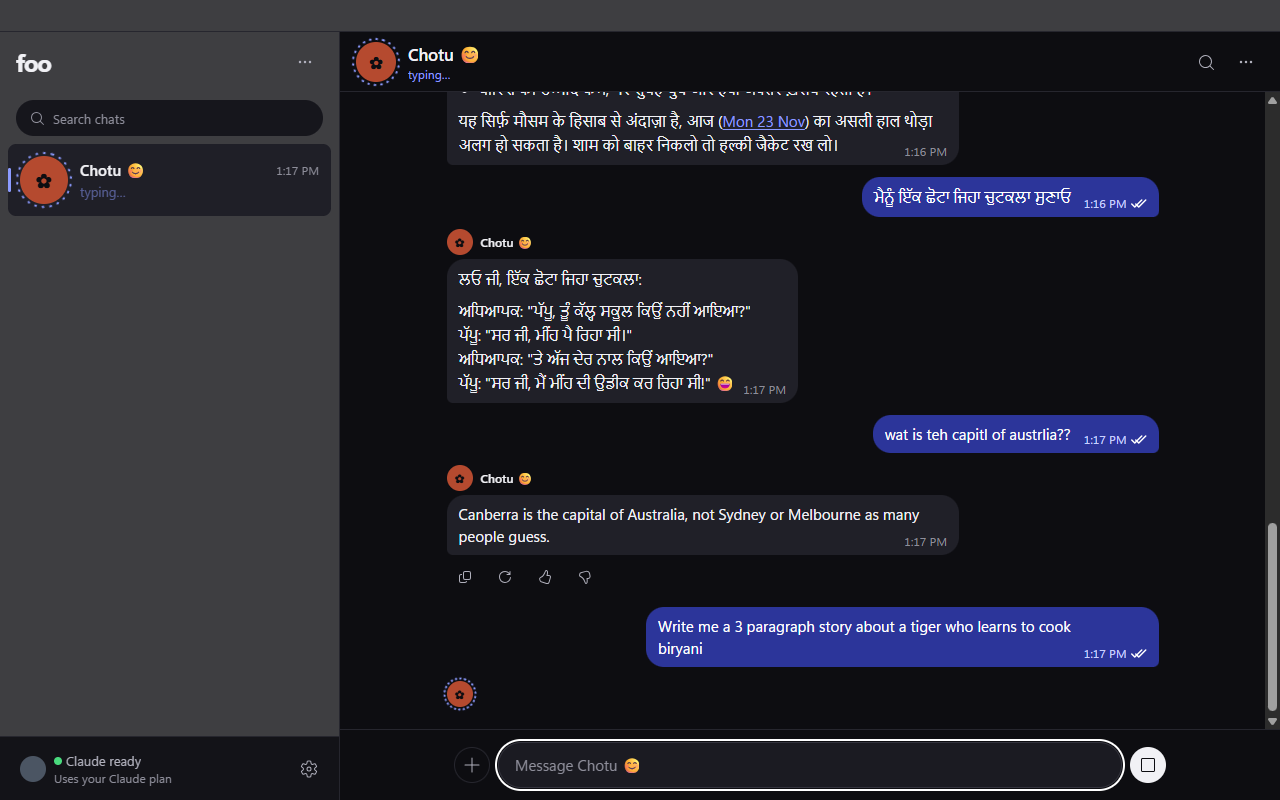 foo
Search chats
Chotu 😊
1:17 PM
typing...
Claude ready
Uses your Claude plan
Chotu 😊
typing...
यह सिर्फ़ मौसम के हिसाब से अंदाज़ा है, आज (Mon 23 Nov) का असली हाल थोड़ा
अलग हो सकता है। शाम को बाहर निकलो तो हल्की जैकेट रख लो।
1:16 PM
ਮੈਨੂੰ ਇੱਕ ਛੋਟਾ ਜਿਹਾ ਚੁਟਕਲਾ ਸੁਣਾਓ
1:16 PM
Chotu 😊
ਲਓ ਜੀ, ਇੱਕ ਛੋਟਾ ਜਿਹਾ ਚੁਟਕਲਾ:
ਅਧਿਆਪਕ: "ਪੱਪੂ, ਤੂੰ ਕੱਲ੍ਹ ਸਕੂਲ ਕਿਉਂ ਨਹੀਂ ਆਇਆ?"
ਪੱਪੂ: "ਸਰ ਜੀ, ਮੀਂਹ ਪੈ ਰਿਹਾ ਸੀ।"
ਅਧਿਆਪਕ: "ਤੇ ਅੱਜ ਦੇਰ ਨਾਲ ਕਿਉਂ ਆਇਆ?"
ਪੱਪੂ: "ਸਰ ਜੀ, ਮੈਂ ਮੀਂਹ ਦੀ ਉਡੀਕ ਕਰ ਰਿਹਾ ਸੀ!" 😄
1:17 PM
wat is teh capitl of austrlia??
1:17 PM
Chotu 😊
Canberra is the capital of Australia, not Sydney or Melbourne as many
people guess.
1:17 PM
Write me a 3 paragraph story about a tiger who learns to cook
biryani
1:17 PM
Message Chotu 😊